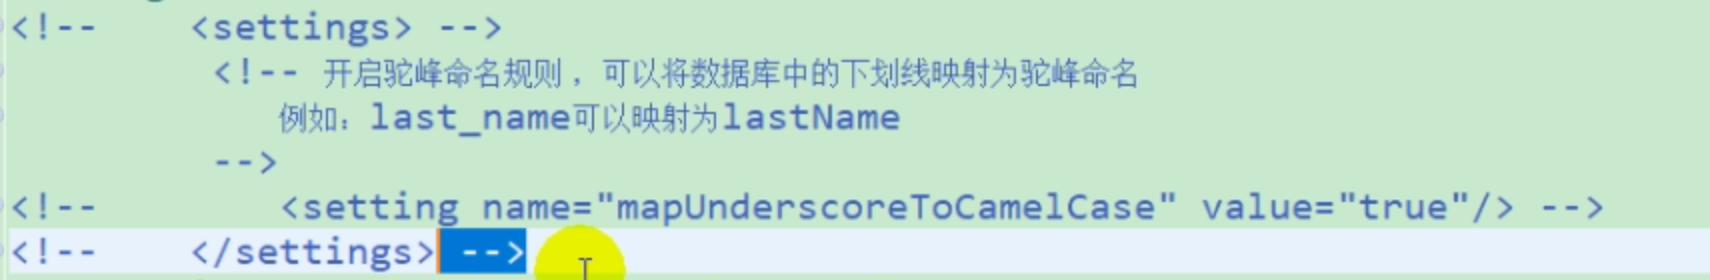 <!--    <settings> -->
<!-- 开启驼峰命名规则，可以将数据库中的下划线映射为驼峰命名
例如：last_name可以映射为lastName
-->
<!--        <setting name="mapUnderscoreToCamelCase" value="true"/> -->
<!--    </settings> -->